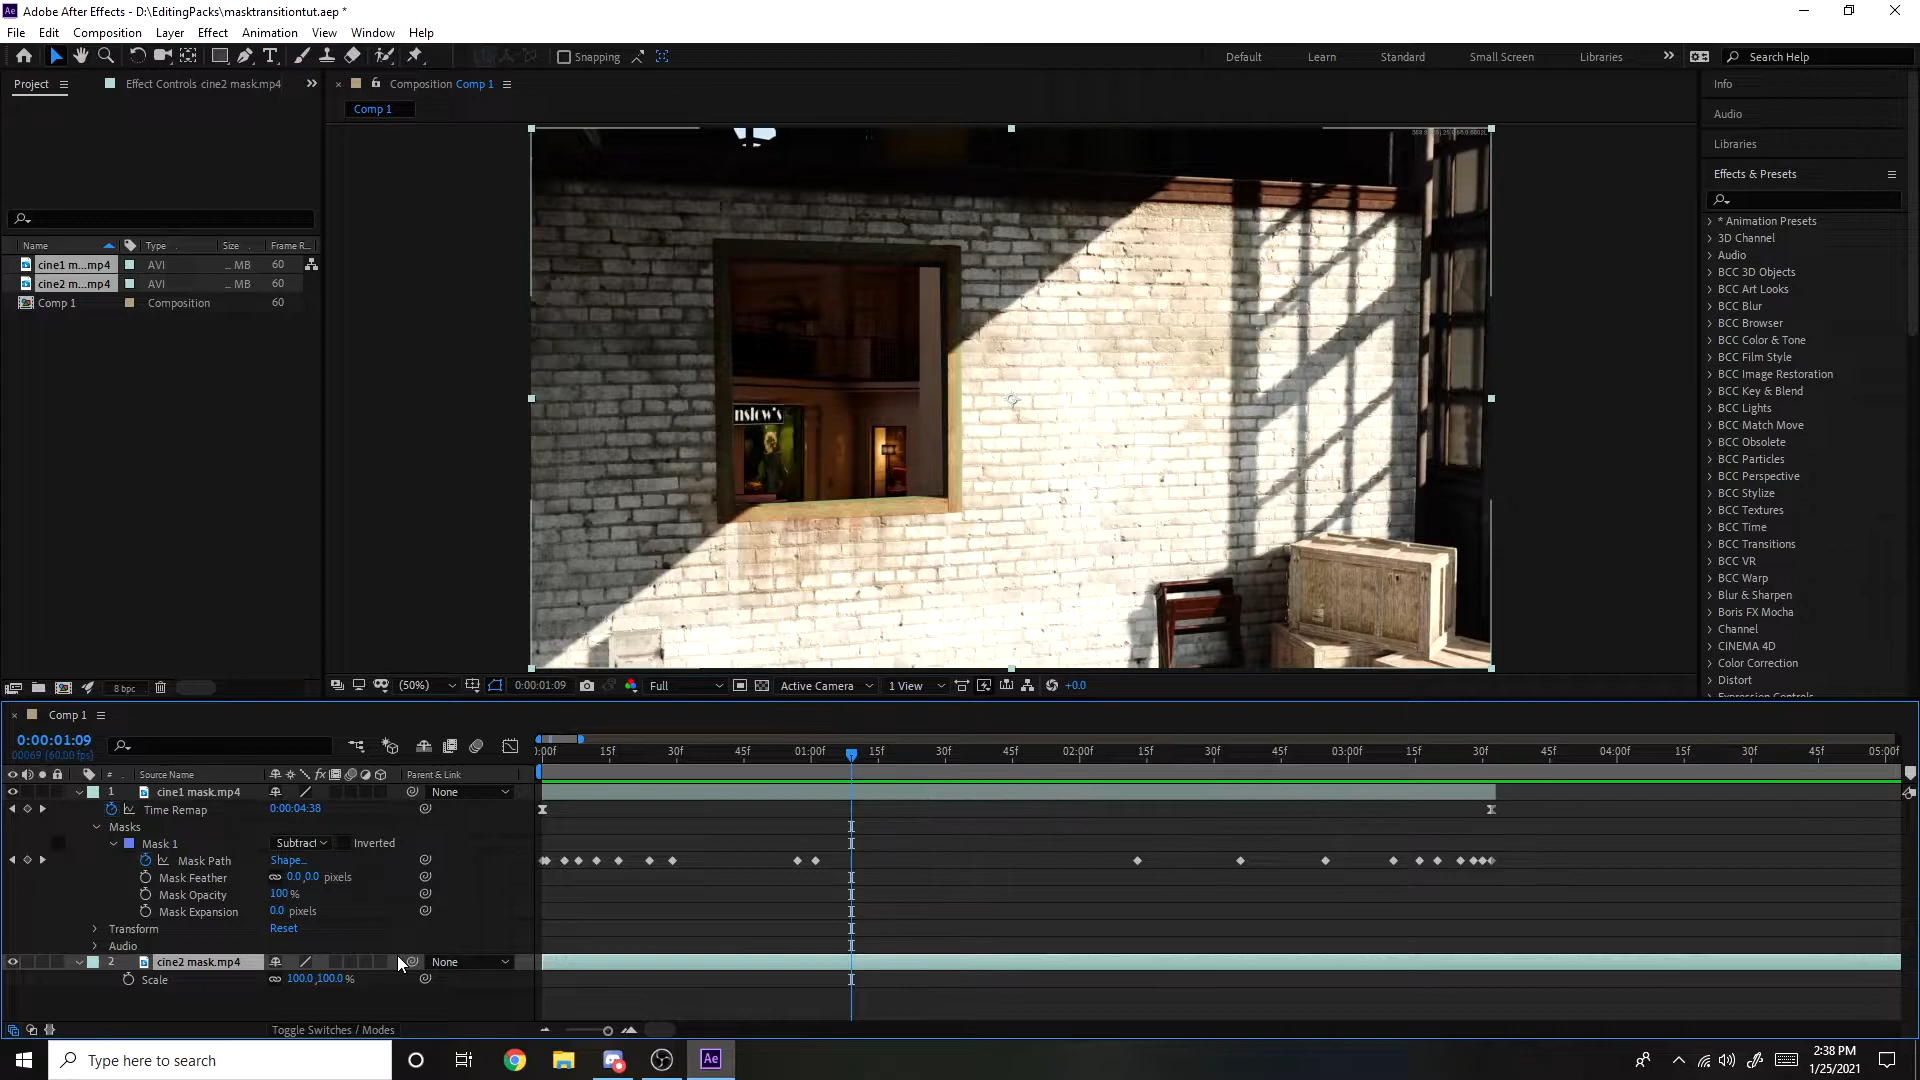 Adobe After Effects - D:\EditingPacks\masktransitiontut.aep *
File Edit Composition Layer Effect Animation View Window Help
Snapping Default Learn Standard Small Screen Libraries Search Help
Project Effect Controls cine2 mask.mp4
Composition Comp 1
Comp 1
Name Type Size Frame R...
cine1 m...mp4 AVI ... MB 60
cine2 m...mp4 AVI ... MB 60
Comp 1 Composition 60
8 bpc
nslow's
(50%) 0:00:01:09 Full Active Camera 1 View +0.0
Info
Audio
Libraries
Effects & Presets
* Animation Presets
3D Channel
Audio
BCC 3D Objects
BCC Art Looks
BCC Blur
BCC Browser
BCC Color & Tone
BCC Film Style
BCC Image Restoration
BCC Key & Blend
BCC Lights
BCC Match Move
BCC Obsolete
BCC Particles
BCC Perspective
BCC Stylize
BCC Textures
BCC Time
BCC Transitions
BCC VR
BCC Warp
Blur & Sharpen
Boris FX Mocha
Channel
CINEMA 4D
Color Correction
Distort
Expression Controls
Comp 1
0:00:01:09
00069 (60.00 fps)
:00f 15f 30f 45f 01:00f 15f 30f 45f 02:00f 15f 30f 45f 03:00f 15f 30f 45f 04:00f 15f 30f 45f 05:00f
# Source Name fx Parent & Link
1 cine1 mask.mp4 None
Time Remap 0:00:04:38
Masks
Mask 1 Subtract Inverted
Mask Path Shape...
Mask Feather 0.0,0.0 pixels
Mask Opacity 100 %
Mask Expansion 0.0 pixels
Transform Reset
Audio
2 cine2 mask.mp4 None
Scale 100.0,100.0 %
Toggle Switches / Modes
Type here to search
Ae
2:38 PM
1/25/2021